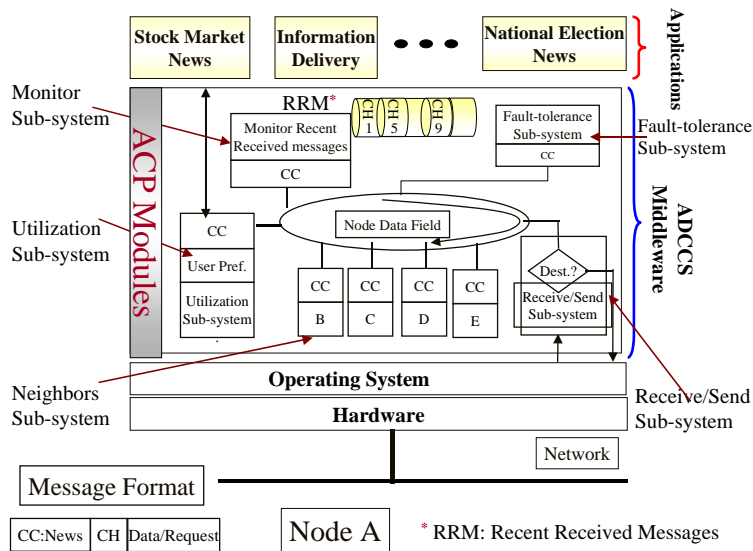 Stock Market
News
Information
Delivery
National Election
News
Applications
Monitor
Sub-system
RRM*
CH
1
CH
5
CH
9
Monitor Recent
Received messages
CC
Fault-tolerance
Sub-system
CC
Fault-tolerance
Sub-system
ACP Modules
ADCCS
Middleware
Utilization
Sub-system
CC
User Pref.
Utilization
Sub-system
Node Data Field
CC
B
CC
C
CC
D
CC
E
Dest.?
Receive/Send
Sub-system
Neighbors
Sub-system
Operating System
Hardware
Receive/Send
Sub-system
Network
Message Format
CC:News CH Data/Request
Node A
* RRM: Recent Received Messages